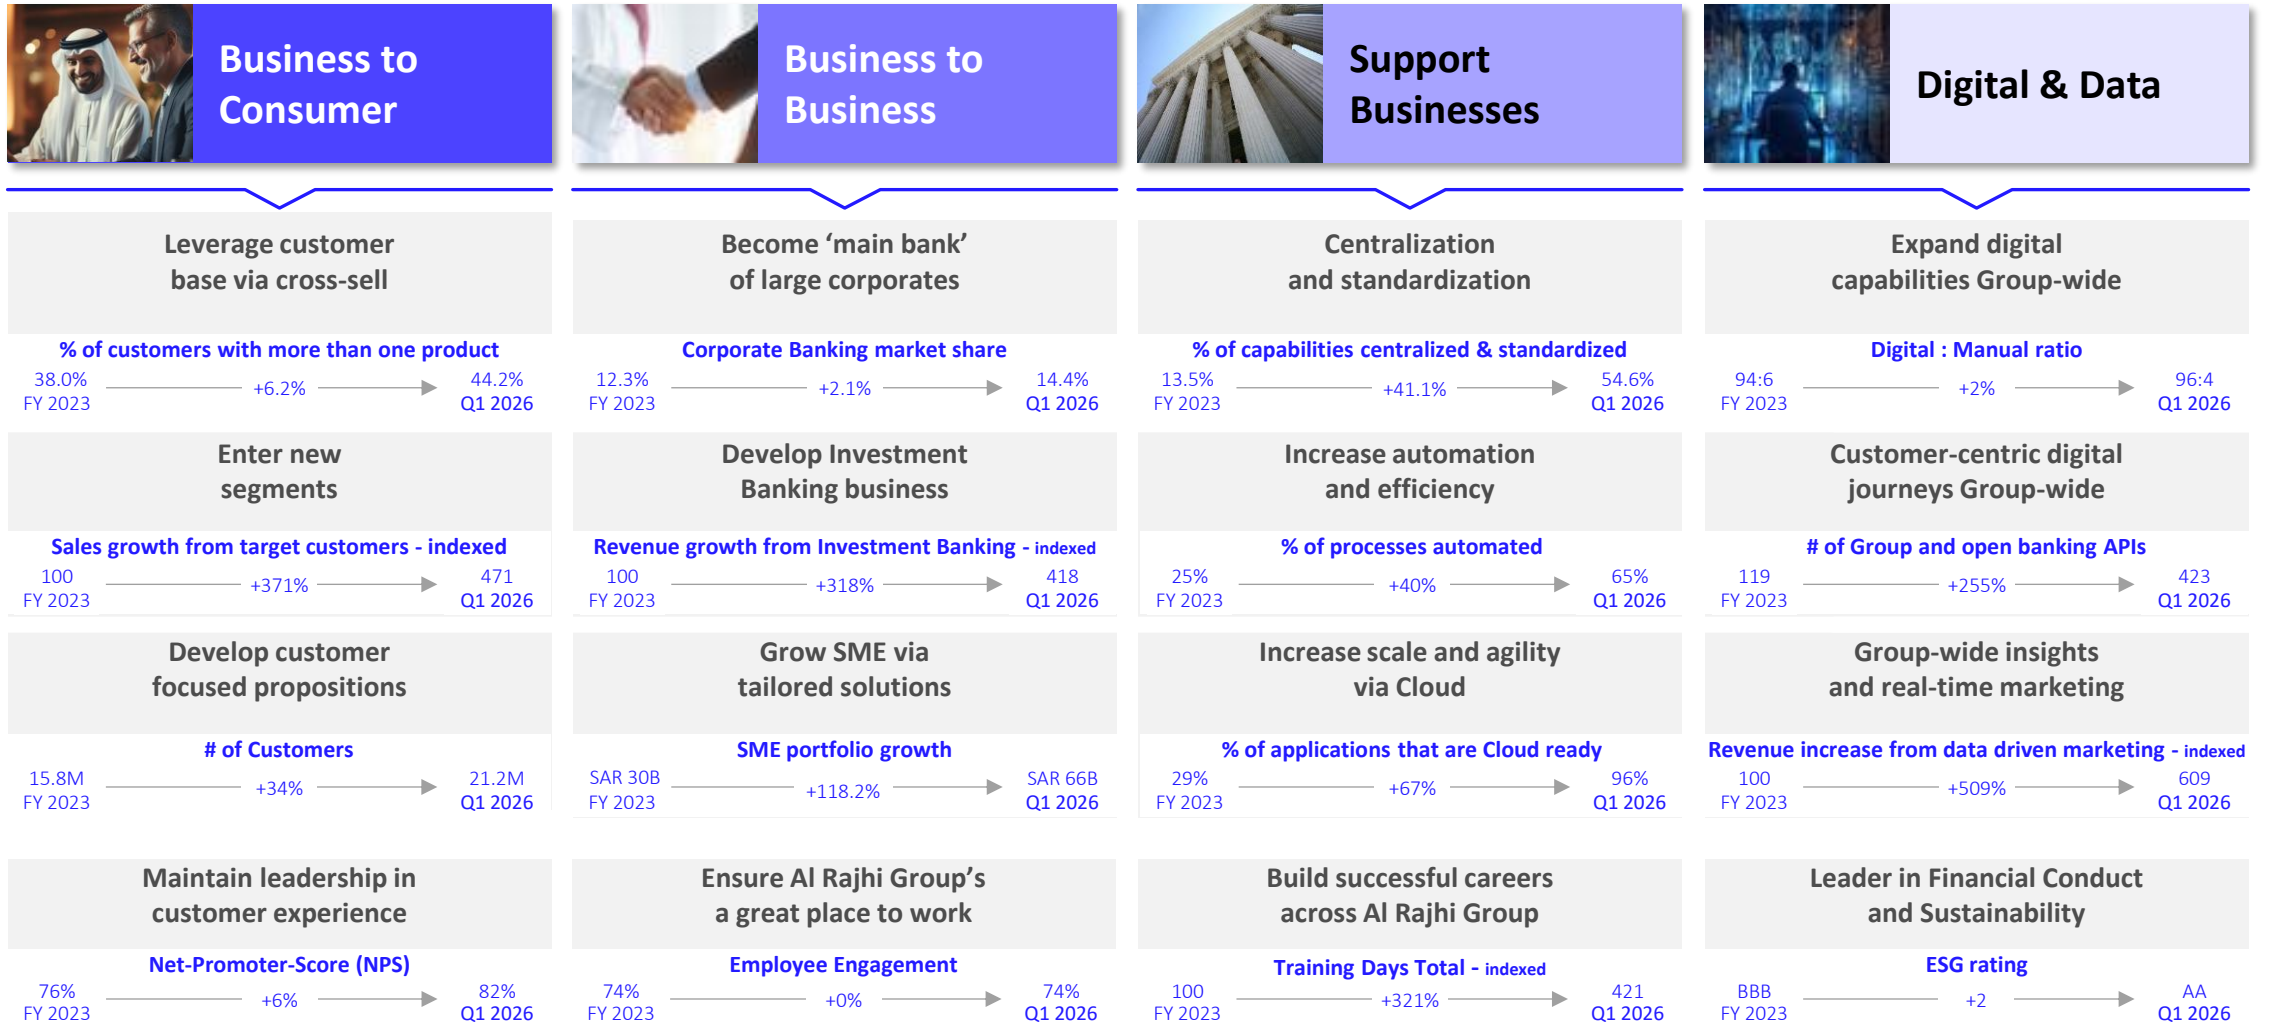 Business to
Consumer
Leverage customer
base via cross-sell
% of customers with more than one product
38.0%
FY 2023
+6.2%
44.2%
Q1 2026
Enter new
segments
Sales growth from target customers - indexed
100
FY 2023
+371%
471
Q1 2026
Develop customer
focused propositions
# of Customers
15.8M
FY 2023
+34%
21.2M
Q1 2026
Maintain leadership in
customer experience
Net-Promoter-Score (NPS)
76%
FY 2023
+6%
82%
Q1 2026
Business to
Business
Become ‘main bank’
of large corporates
Corporate Banking market share
12.3%
FY 2023
+2.1%
14.4%
Q1 2026
Develop Investment
Banking business
Revenue growth from Investment Banking - indexed
100
FY 2023
+318%
418
Q1 2026
Grow SME via
tailored solutions
SME portfolio growth
SAR 30B
FY 2023
+118.2%
SAR 66B
Q1 2026
Ensure Al Rajhi Group’s
a great place to work
Employee Engagement
74%
FY 2023
+0%
74%
Q1 2026
Support
Businesses
Centralization
and standardization
% of capabilities centralized & standardized
13.5%
FY 2023
+41.1%
54.6%
Q1 2026
Increase automation
and efficiency
% of processes automated
25%
FY 2023
+40%
65%
Q1 2026
Increase scale and agility
via Cloud
% of applications that are Cloud ready
29%
FY 2023
+67%
96%
Q1 2026
Build successful careers
across Al Rajhi Group
Training Days Total - indexed
100
FY 2023
+321%
421
Q1 2026
Digital & Data
Expand digital
capabilities Group-wide
Digital : Manual ratio
94:6
FY 2023
+2%
96:4
Q1 2026
Customer-centric digital
journeys Group-wide
# of Group and open banking APIs
119
FY 2023
+255%
423
Q1 2026
Group-wide insights
and real-time marketing
Revenue increase from data driven marketing - indexed
100
FY 2023
+509%
609
Q1 2026
Leader in Financial Conduct
and Sustainability
ESG rating
BBB
FY 2023
+2
AA
Q1 2026